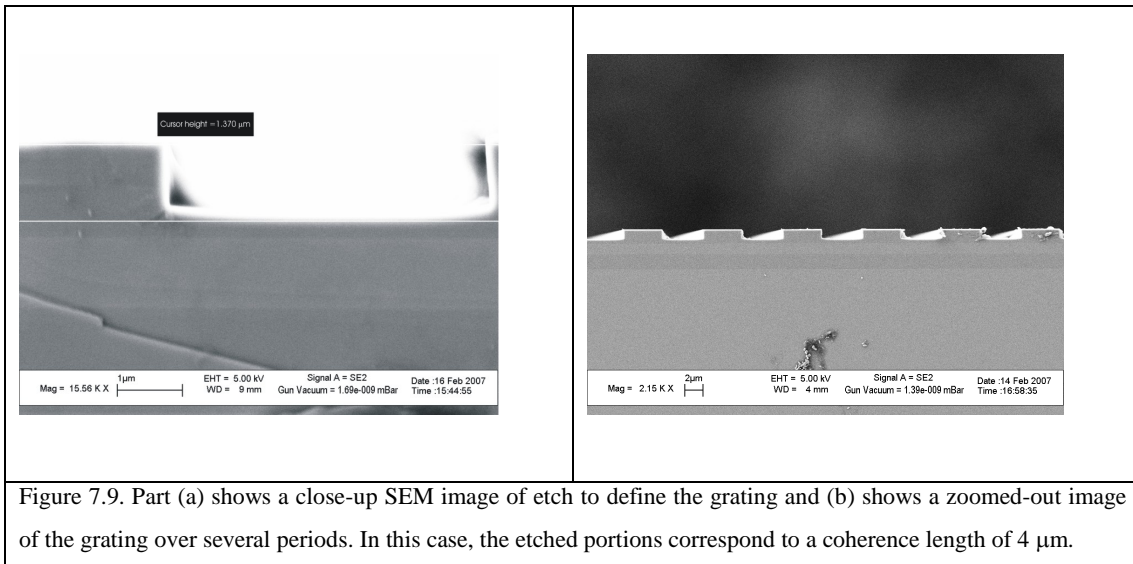 Cursor height = 1.370 µm
Mag = 15.56 K X
1µm
EHT = 5.00 kV
WD = 9 mm
Signal A = SE2
Gun Vacuum = 1.69e-009 mBar
Date :16 Feb 2007
Time :15:44:55
Mag = 2.15 K X
2µm
EHT = 5.00 kV
WD = 4 mm
Signal A = SE2
Gun Vacuum = 1.39e-009 mBar
Date :14 Feb 2007
Time :16:58:35
Figure 7.9. Part (a) shows a close-up SEM image of etch to define the grating and (b) shows a zoomed-out image
of the grating over several periods. In this case, the etched portions correspond to a coherence length of 4 µm.